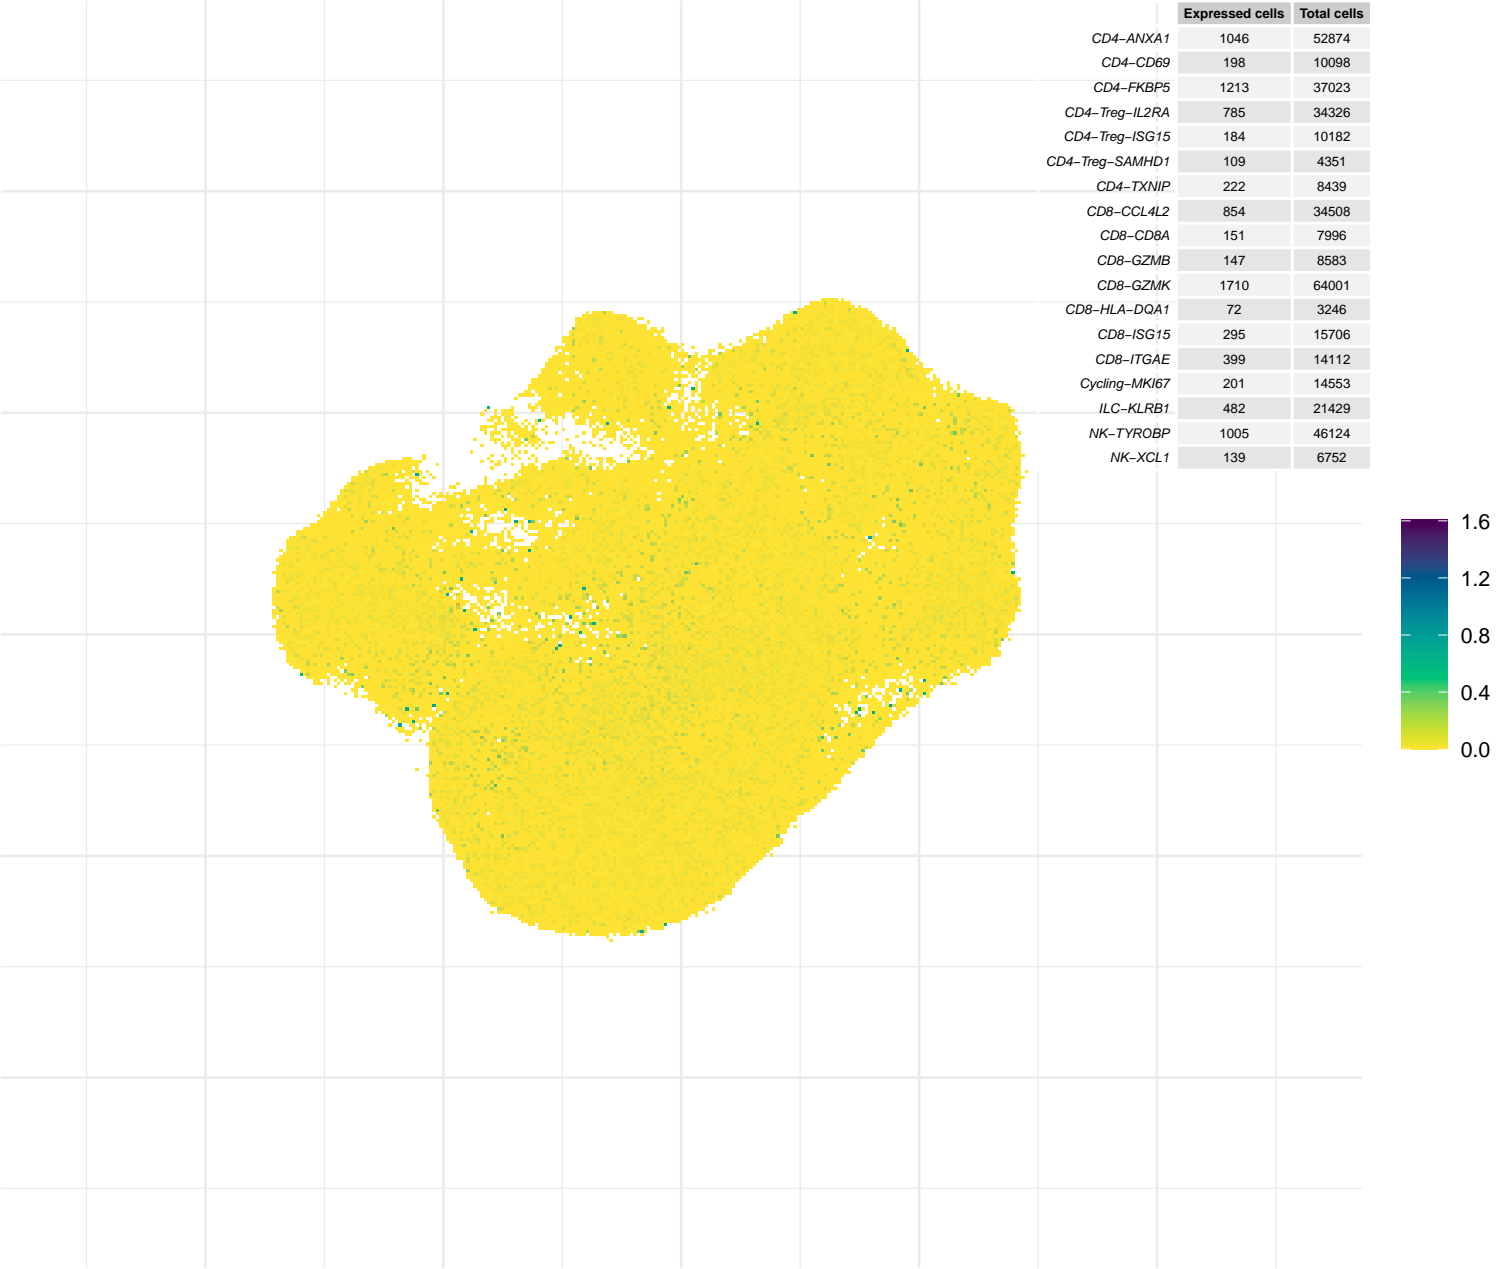 Expressed cells Total cells
CD4−ANXA1 1046 52874
CD4−CD69 198 10098
CD4−FKBP5 1213 37023
CD4−Treg−IL2RA 785 34326
CD4−Treg−ISG15 184 10182
CD4−Treg−SAMHD1 109 4351
CD4−TXNIP 222 8439
CD8−CCL4L2 854 34508
CD8−CD8A 151 7996
CD8−GZMB 147 8583
CD8−GZMK 1710 64001
CD8−HLA−DQA1 72 3246
CD8−ISG15 295 15706
CD8−ITGAE 399 14112
Cycling−MKI67 201 14553
ILC−KLRB1 482 21429
NK−TYROBP 1005 46124
NK−XCL1 139 6752
1.6
1.2
0.8
0.4
0.0